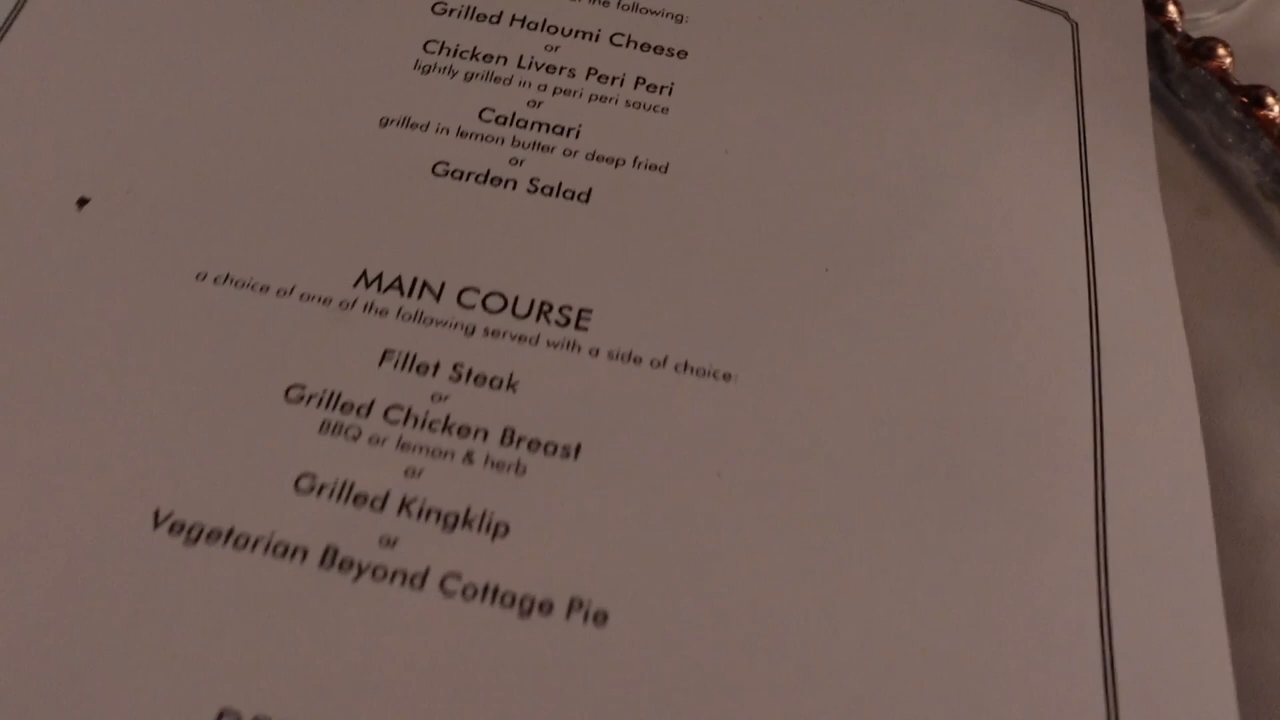 the following:
Grilled Haloumi Cheese
or
Chicken Livers Peri Peri
lightly grilled in a peri peri sauce
or
Calamari
grilled in lemon butter or deep fried
or
Garden Salad
MAIN COURSE
a choice of one of the following served with a side of choice:
Fillet Steak
or
Grilled Chicken Breast
BBQ or lemon & herb
or
Grilled Kingklip
or
Vegetarian Beyond Cottage Pie